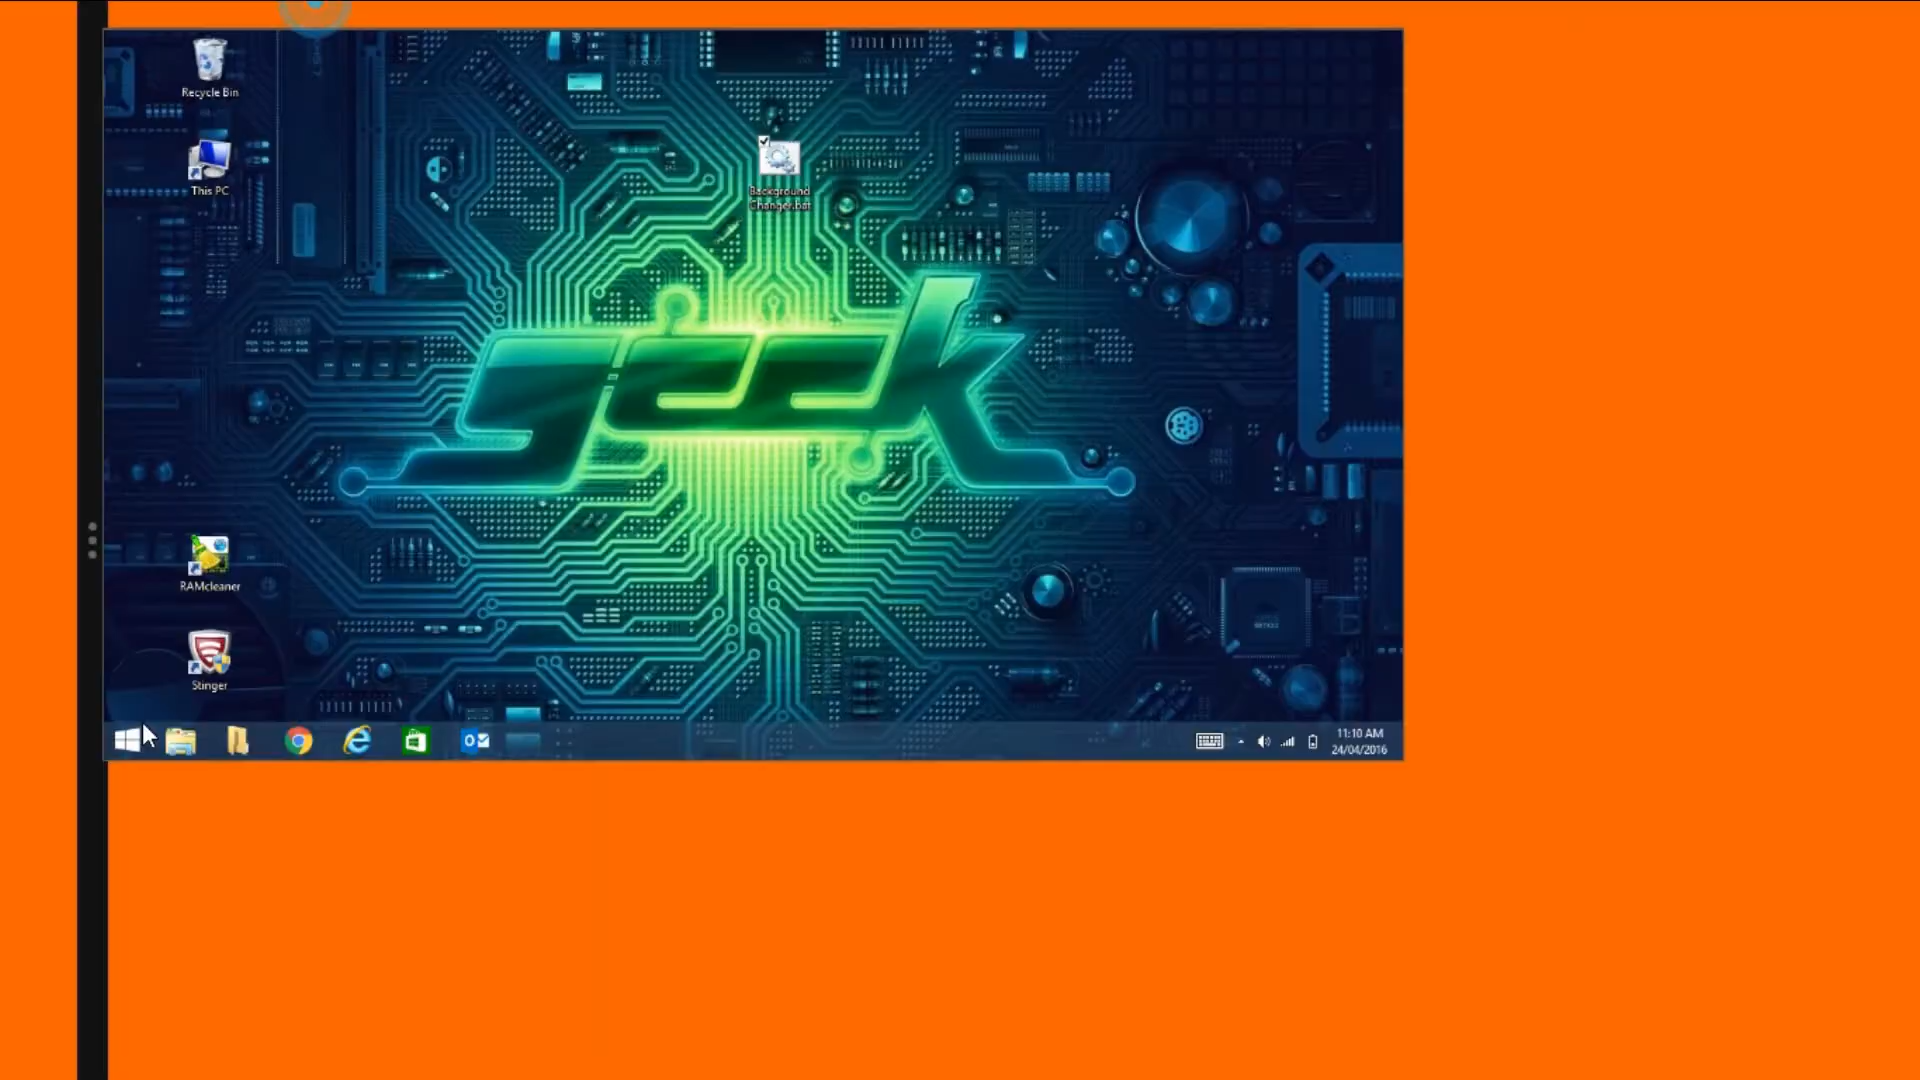 Recycle Bin
This PC
Background
Changer.bat
geek
RAMcleaner
Stinger
11:10 AM
24/04/2016